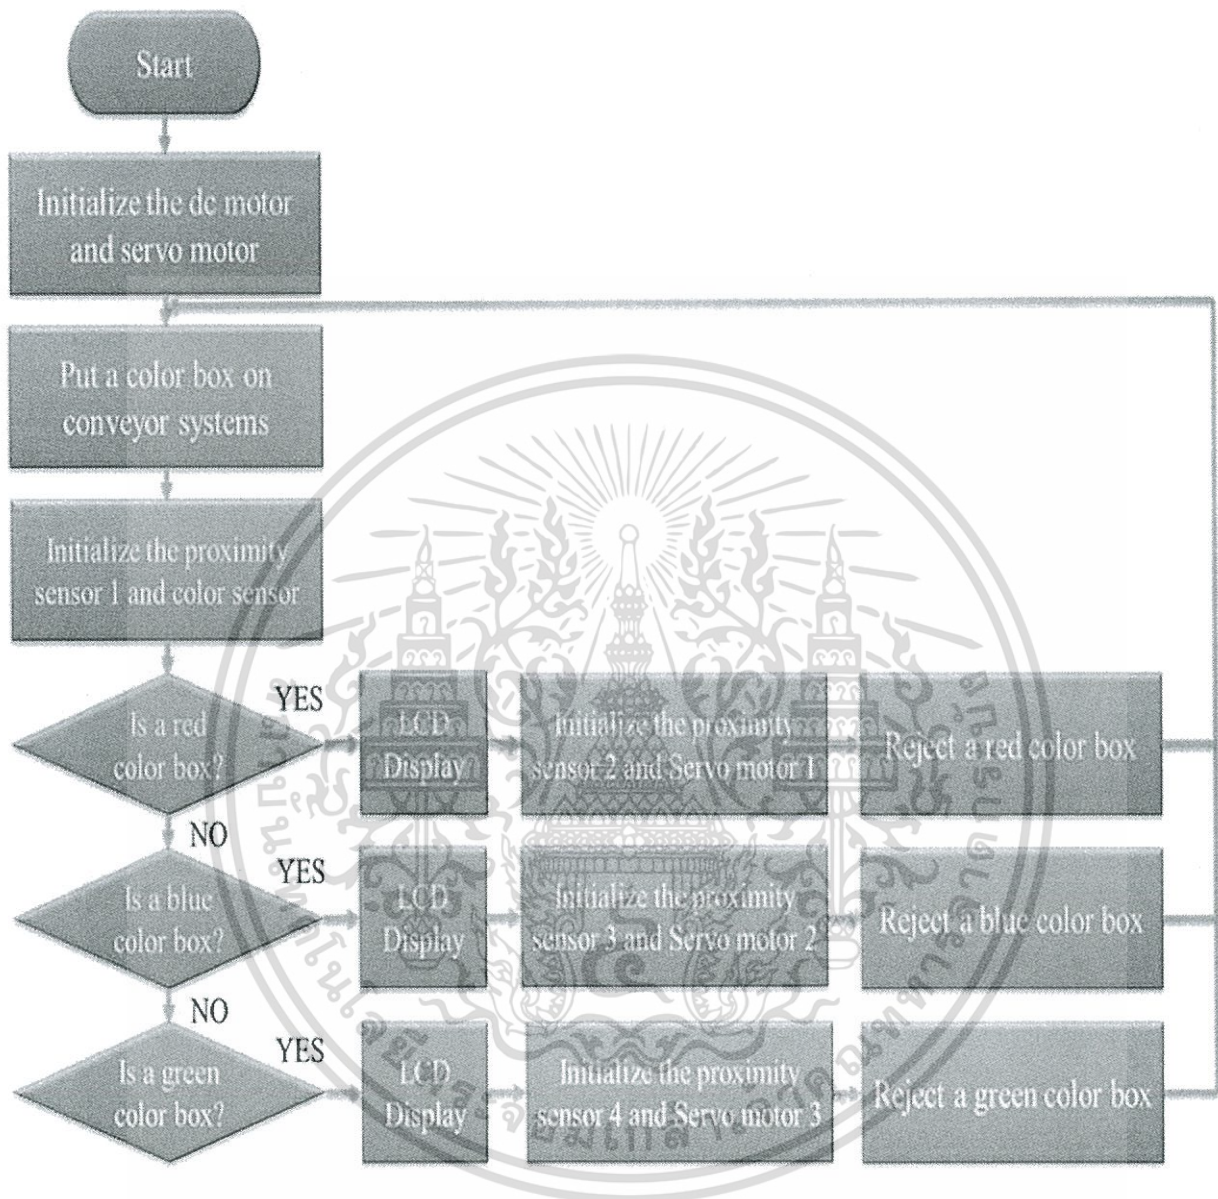 Start
Initialize the dc motor
and servo motor
Put a color box on
conveyor systems
Initialize the proximity
sensor 1 and color sensor
Is a red
color box?
YES
LCD
Display
Initialize the proximity
sensor 2 and Servo motor 1
Reject a red color box
NO
Is a blue
color box?
YES
LCD
Display
Initialize the proximity
sensor 3 and Servo motor 2
Reject a blue color box
NO
Is a green
color box?
YES
LCD
Display
Initialize the proximity
sensor 4 and Servo motor 3
Reject a green color box